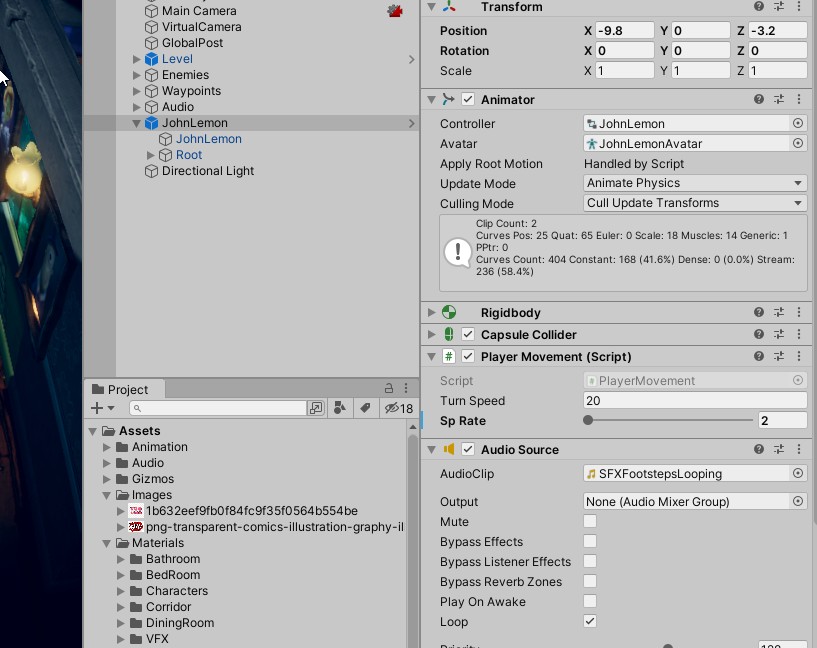 Main Camera
VirtualCamera
GlobalPost
Level
Enemies
Waypoints
Audio
JohnLemon
JohnLemon
Root
Directional Light
Project
18
Assets
Animation
Audio
Gizmos
Images
1b632eef9fb0f84fc9f35f0564b554be
png-transparent-comics-illustration-graphy-il
Materials
Bathroom
BedRoom
Characters
Corridor
DiningRoom
VFX
Transform
Position X -9.8 Y 0 Z -3.2
Rotation X 0 Y 0 Z 0
Scale X 1 Y 1 Z 1
Animator
Controller JohnLemon
Avatar JohnLemonAvatar
Apply Root Motion Handled by Script
Update Mode Animate Physics
Culling Mode Cull Update Transforms
Clip Count: 2
Curves Pos: 25 Quat: 65 Euler: 0 Scale: 18 Muscles: 14 Generic: 1
PPtr: 0
Curves Count: 404 Constant: 168 (41.6%) Dense: 0 (0.0%) Stream:
236 (58.4%)
Rigidbody
Capsule Collider
# Player Movement (Script)
Script PlayerMovement
Turn Speed 20
Sp Rate 2
Audio Source
AudioClip SFXFootstepsLooping
Output None (Audio Mixer Group)
Mute
Bypass Effects
Bypass Listener Effects
Bypass Reverb Zones
Play On Awake
Loop